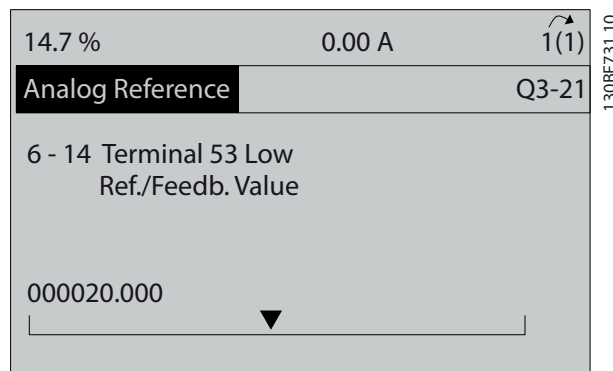 14.7 % 0.00 A 1(1)
Analog Reference Q3-21
6 - 14 Terminal 53 Low
Ref./Feedb. Value
000020.000
130BF731.10